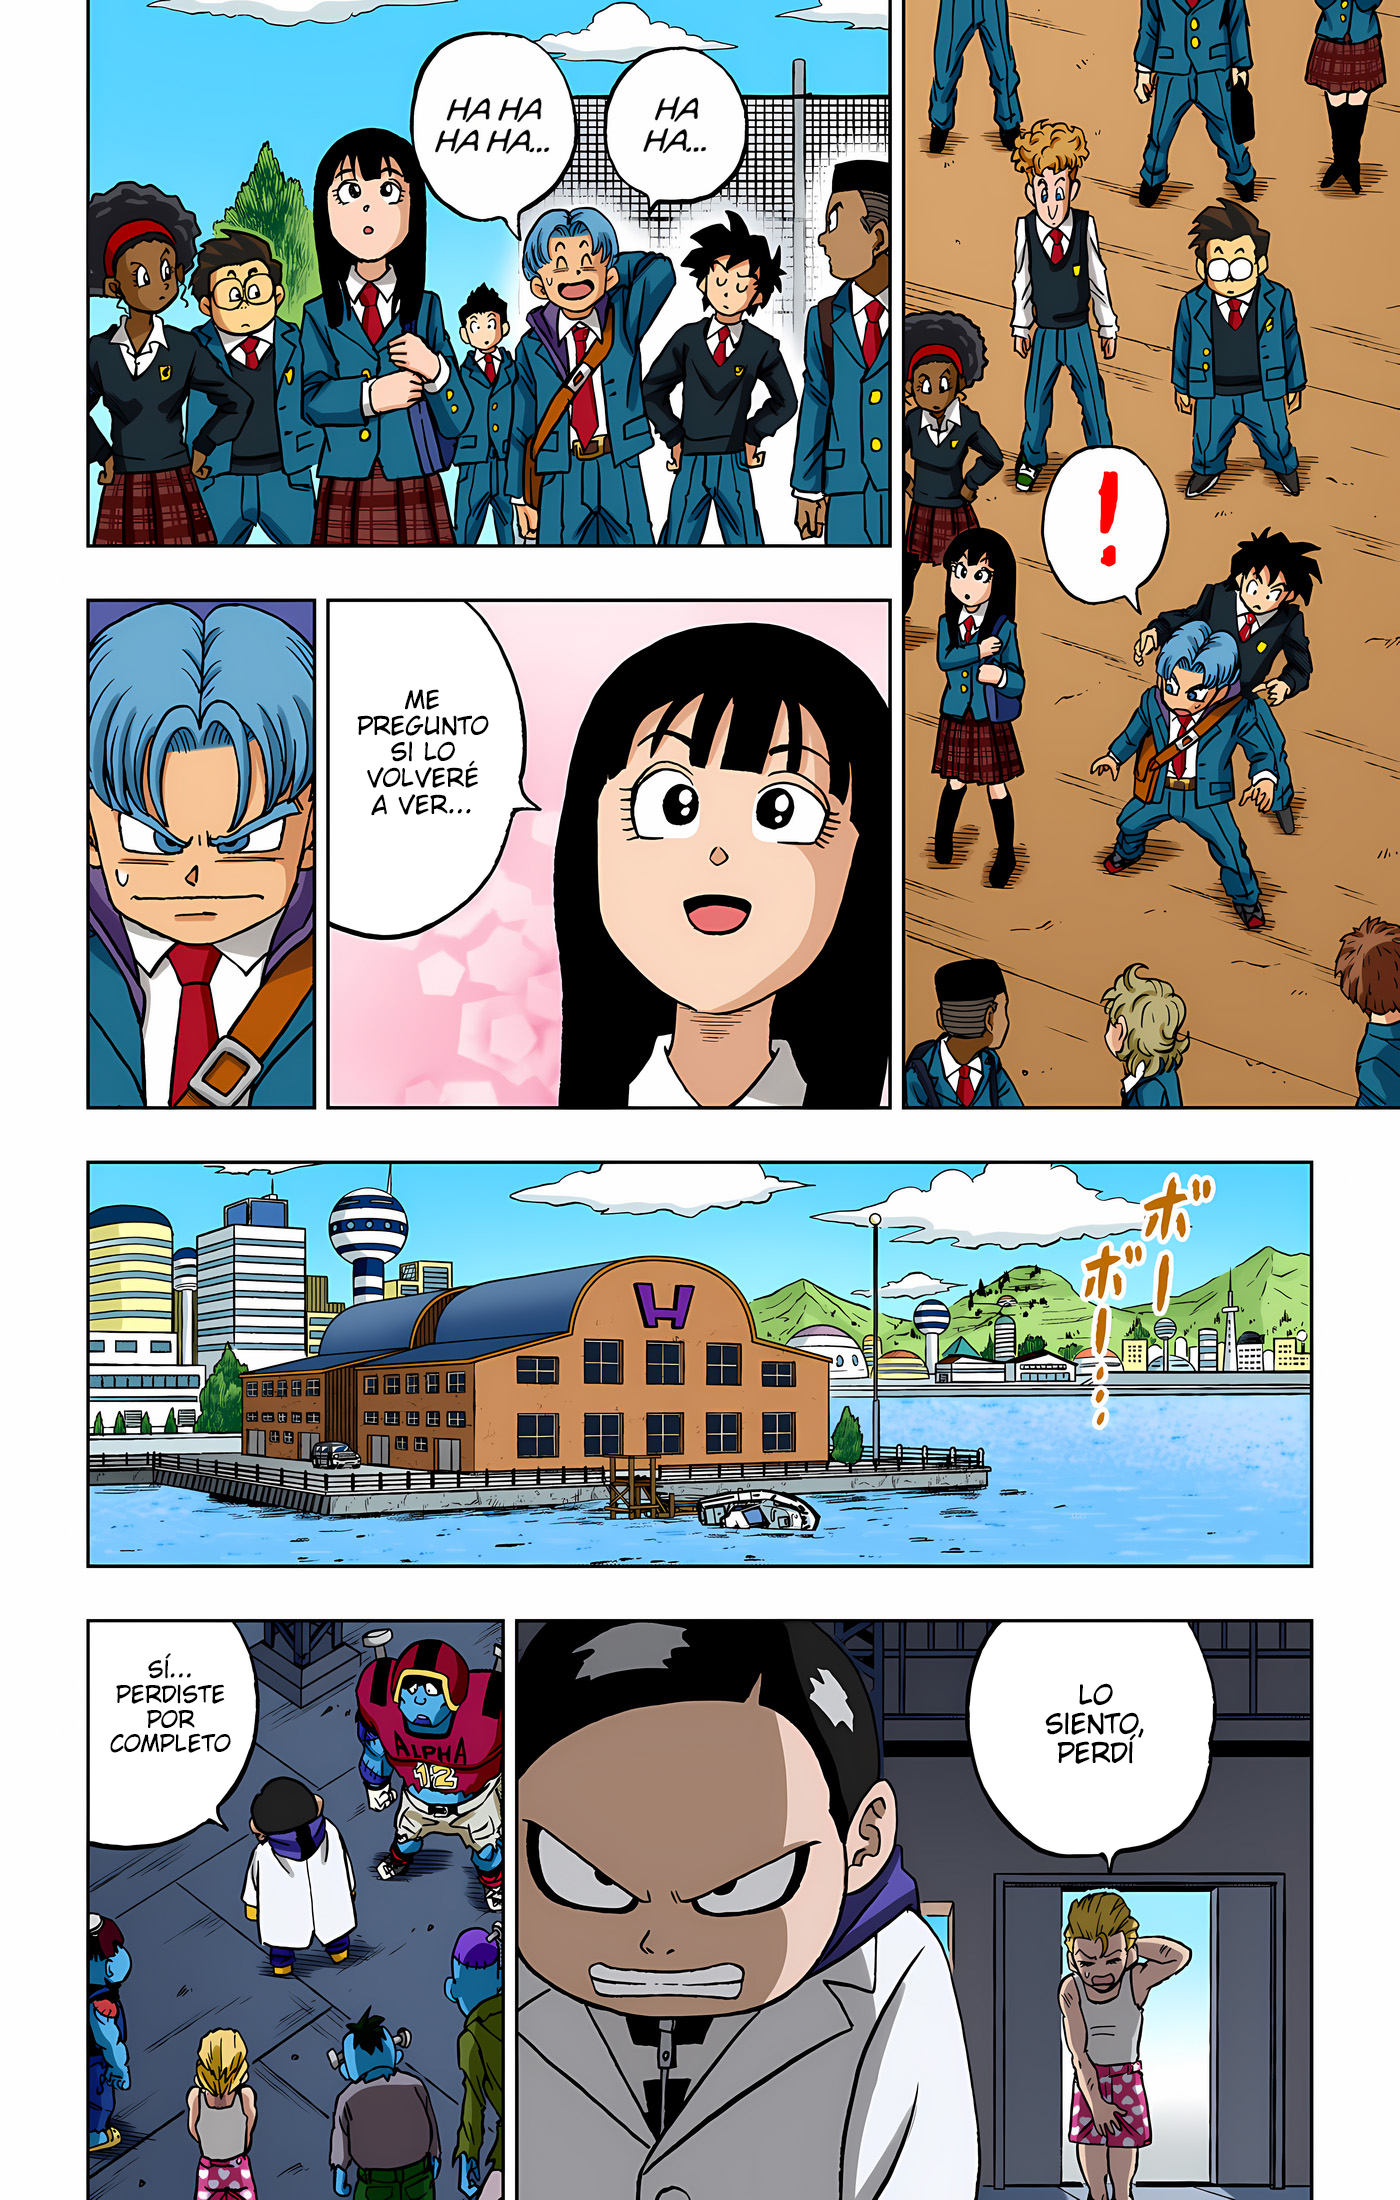 !
HA HA
HA HA...
HA
HA...
ME
PREGUNTO
SI LO
VOLVERÉ
A VER...
H
ボー
ボー…
LO
SIENTO,
PERDÍ
SÍ...
PERDISTE
POR
COMPLETO
ALPHA
12